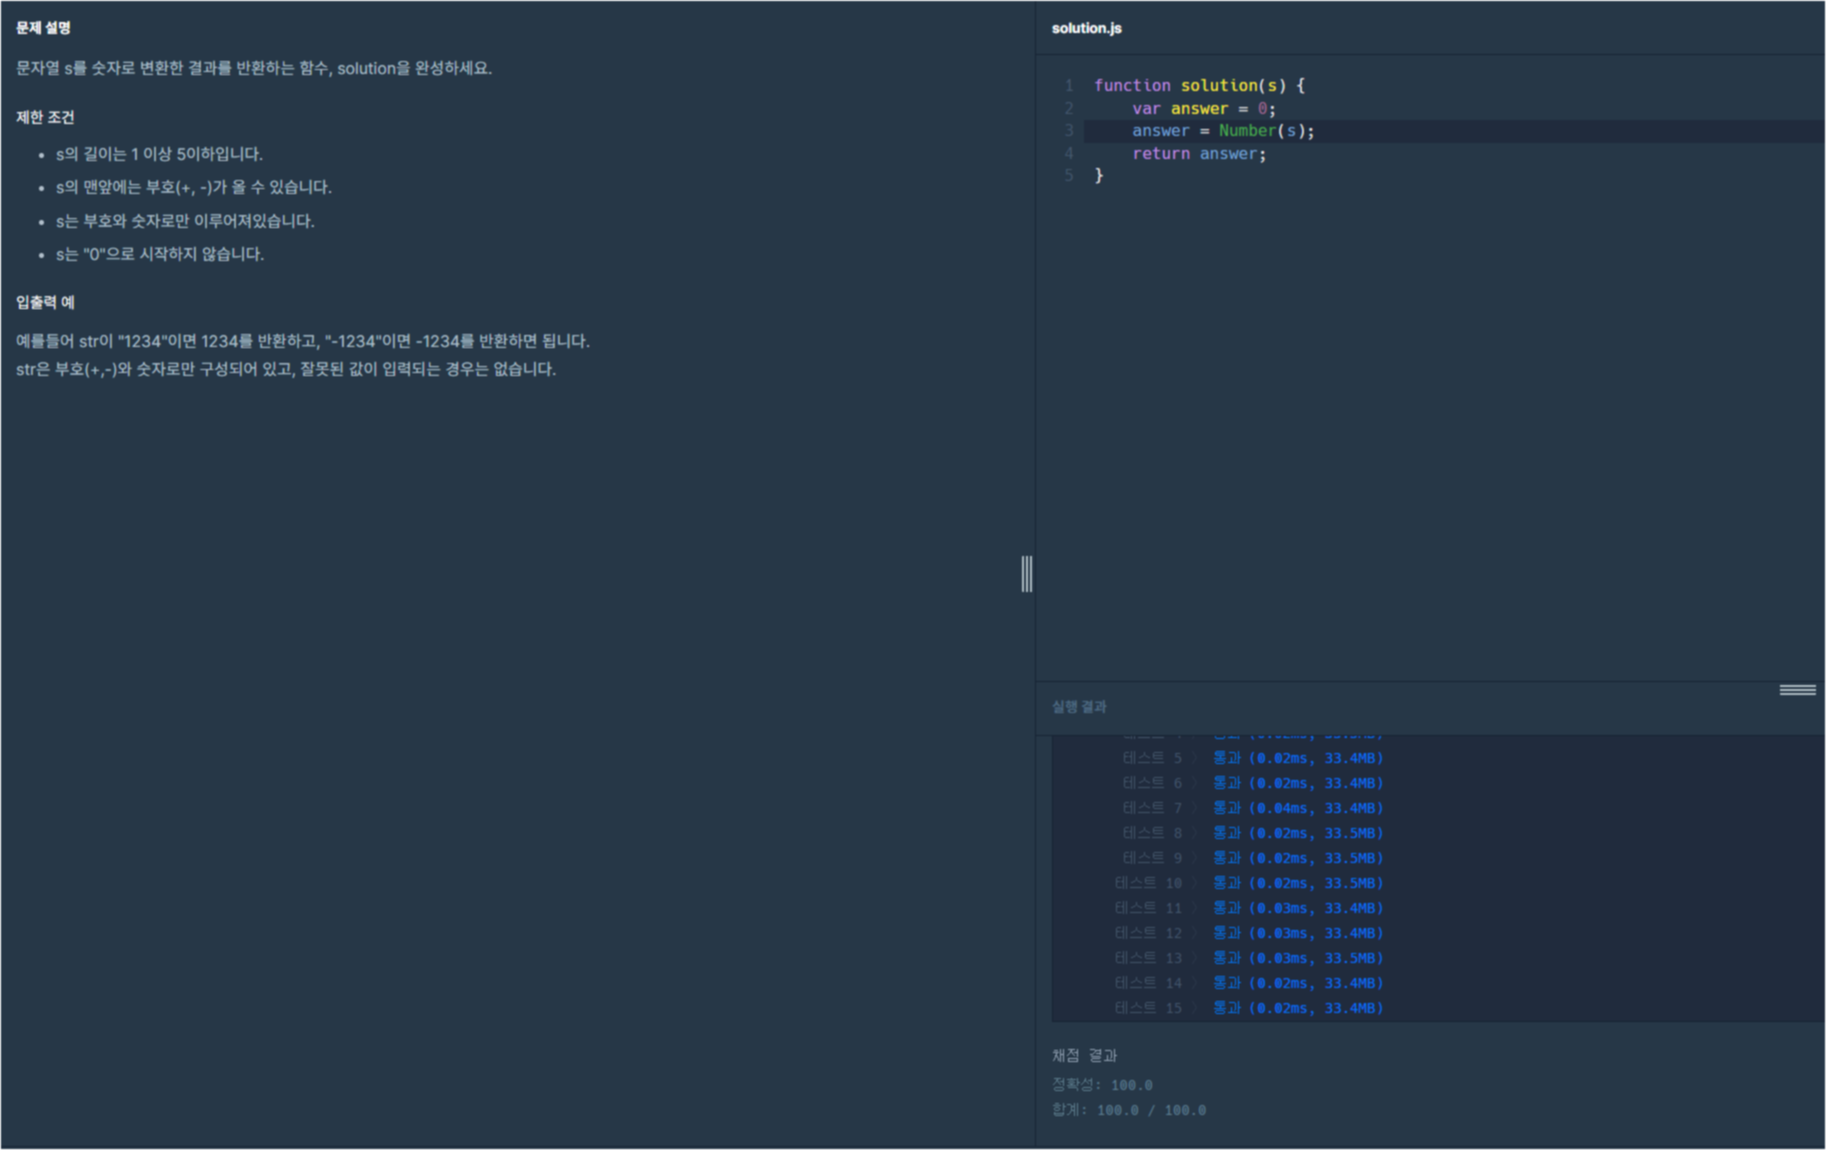 문제 설명
문자열 s를 숫자로 변환한 결과를 반환하는 함수, solution을 완성하세요.
제한 조건
• s의 길이는 1 이상 5이하입니다.
• s의 맨앞에는 부호(+, -)가 올 수 있습니다.
• s는 부호와 숫자로만 이루어져있습니다.
• s는 "0"으로 시작하지 않습니다.
입출력 예
예를들어 str이 "1234"이면 1234를 반환하고, "-1234"이면 -1234를 반환하면 됩니다.
str은 부호(+,-)와 숫자로만 구성되어 있고, 잘못된 값이 입력되는 경우는 없습니다.
solution.js
1 function solution(s) {
2     var answer = 0;
3     answer = Number(s);
4     return answer;
5 }
실행 결과
테스트 5 〉 통과 (0.02ms, 33.4MB)
테스트 6 〉 통과 (0.02ms, 33.4MB)
테스트 7 〉 통과 (0.04ms, 33.4MB)
테스트 8 〉 통과 (0.02ms, 33.5MB)
테스트 9 〉 통과 (0.02ms, 33.5MB)
테스트 10 〉 통과 (0.02ms, 33.5MB)
테스트 11 〉 통과 (0.03ms, 33.4MB)
테스트 12 〉 통과 (0.03ms, 33.4MB)
테스트 13 〉 통과 (0.03ms, 33.5MB)
테스트 14 〉 통과 (0.02ms, 33.4MB)
테스트 15 〉 통과 (0.02ms, 33.4MB)
채점 결과
정확성: 100.0
합계: 100.0 / 100.0